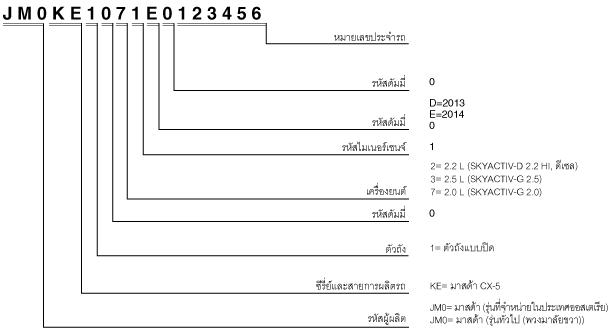 JM0KE1071E0123456
หมายเลขประจำรถ
รหัสดัมมี่ 0
D=2013
E=2014
รหัสดัมมี่ 0
รหัสไมเนอร์เชนจ์ 1
2= 2.2 L (SKYACTIV-D 2.2 HI, ดีเซล)
3= 2.5 L (SKYACTIV-G 2.5)
เครื่องยนต์ 7= 2.0 L (SKYACTIV-G 2.0)
รหัสดัมมี่ 0
ตัวถัง 1= ตัวถังแบบปิด
ซีรี่ย์และสายการผลิตรถ KE= มาสด้า CX-5
JM0= มาสด้า (รุ่นที่จำหน่ายในประเทศออสเตรีย)
รหัสผู้ผลิต JM0= มาสด้า (รุ่นทั่วไป (พวงมาลัยขวา))